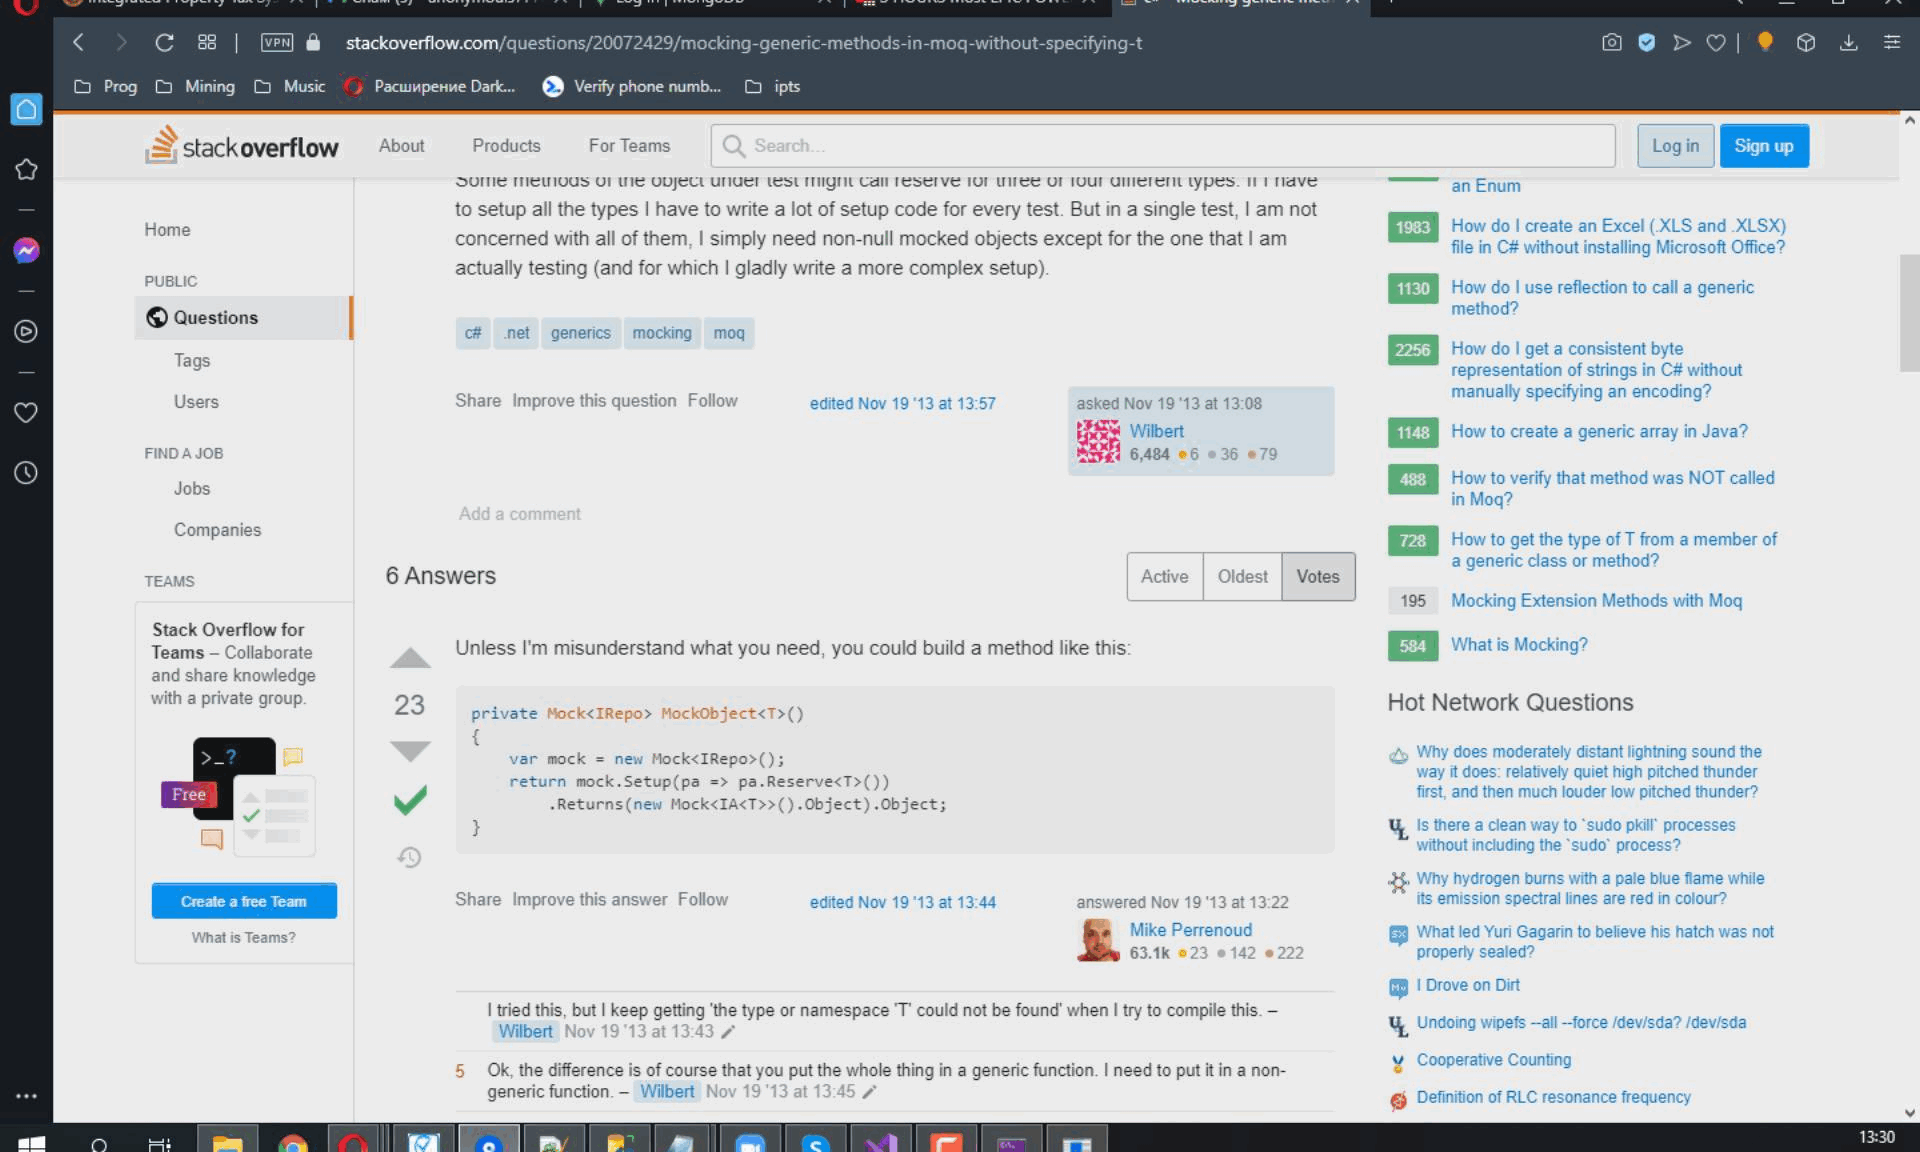 VPN
stackoverflow.com/questions/20072429/mocking-generic-methods-in-moq-without-specifying-t
Prog
Mining
Music
Расширение Dark...
Verify phone numb...
ipts
stackoverflow
About
Products
For Teams
Search...
Log in
Sign up
Home
PUBLIC
Questions
Tags
Users
FIND A JOB
Jobs
Companies
TEAMS
Stack Overflow for
Teams – Collaborate
and share knowledge
with a private group.
>_?
Free
Create a free Team
What is Teams?
Some methods of the object under test might call reserve for three or four different types. If I have
to setup all the types I have to write a lot of setup code for every test. But in a single test, I am not
concerned with all of them, I simply need non-null mocked objects except for the one that I am
actually testing (and for which I gladly write a more complex setup).
c# .net generics mocking moq
Share Improve this question Follow
edited Nov 19 '13 at 13:57
asked Nov 19 '13 at 13:08
Wilbert
6,484 6 36 79
Add a comment
6 Answers
Active Oldest Votes
23
Unless I'm misunderstand what you need, you could build a method like this:
private Mock<IRepo> MockObject<T>()
{
var mock = new Mock<IRepo>();
return mock.Setup(pa => pa.Reserve<T>())
.Returns(new Mock<IA<T>>().Object).Object;
}
Share Improve this answer Follow
edited Nov 19 '13 at 13:44
answered Nov 19 '13 at 13:22
Mike Perrenoud
63.1k 23 142 222
I tried this, but I keep getting 'the type or namespace 'T' could not be found' when I try to compile this. –
Wilbert Nov 19 '13 at 13:43
5 Ok, the difference is of course that you put the whole thing in a generic function. I need to put it in a non-
generic function. – Wilbert Nov 19 '13 at 13:45
an Enum
1983 How do I create an Excel (.XLS and .XLSX)
file in C# without installing Microsoft Office?
1130 How do I use reflection to call a generic
method?
2256 How do I get a consistent byte
representation of strings in C# without
manually specifying an encoding?
1148 How to create a generic array in Java?
488 How to verify that method was NOT called
in Moq?
728 How to get the type of T from a member of
a generic class or method?
195 Mocking Extension Methods with Moq
584 What is Mocking?
Hot Network Questions
Why does moderately distant lightning sound the
way it does: relatively quiet high pitched thunder
first, and then much louder low pitched thunder?
Is there a clean way to `sudo pkill` processes
without including the `sudo` process?
Why hydrogen burns with a pale blue flame while
its emission spectral lines are red in colour?
What led Yuri Gagarin to believe his hatch was not
properly sealed?
I Drove on Dirt
Undoing wipefs --all --force /dev/sda? /dev/sda
Cooperative Counting
Definition of RLC resonance frequency
13:30